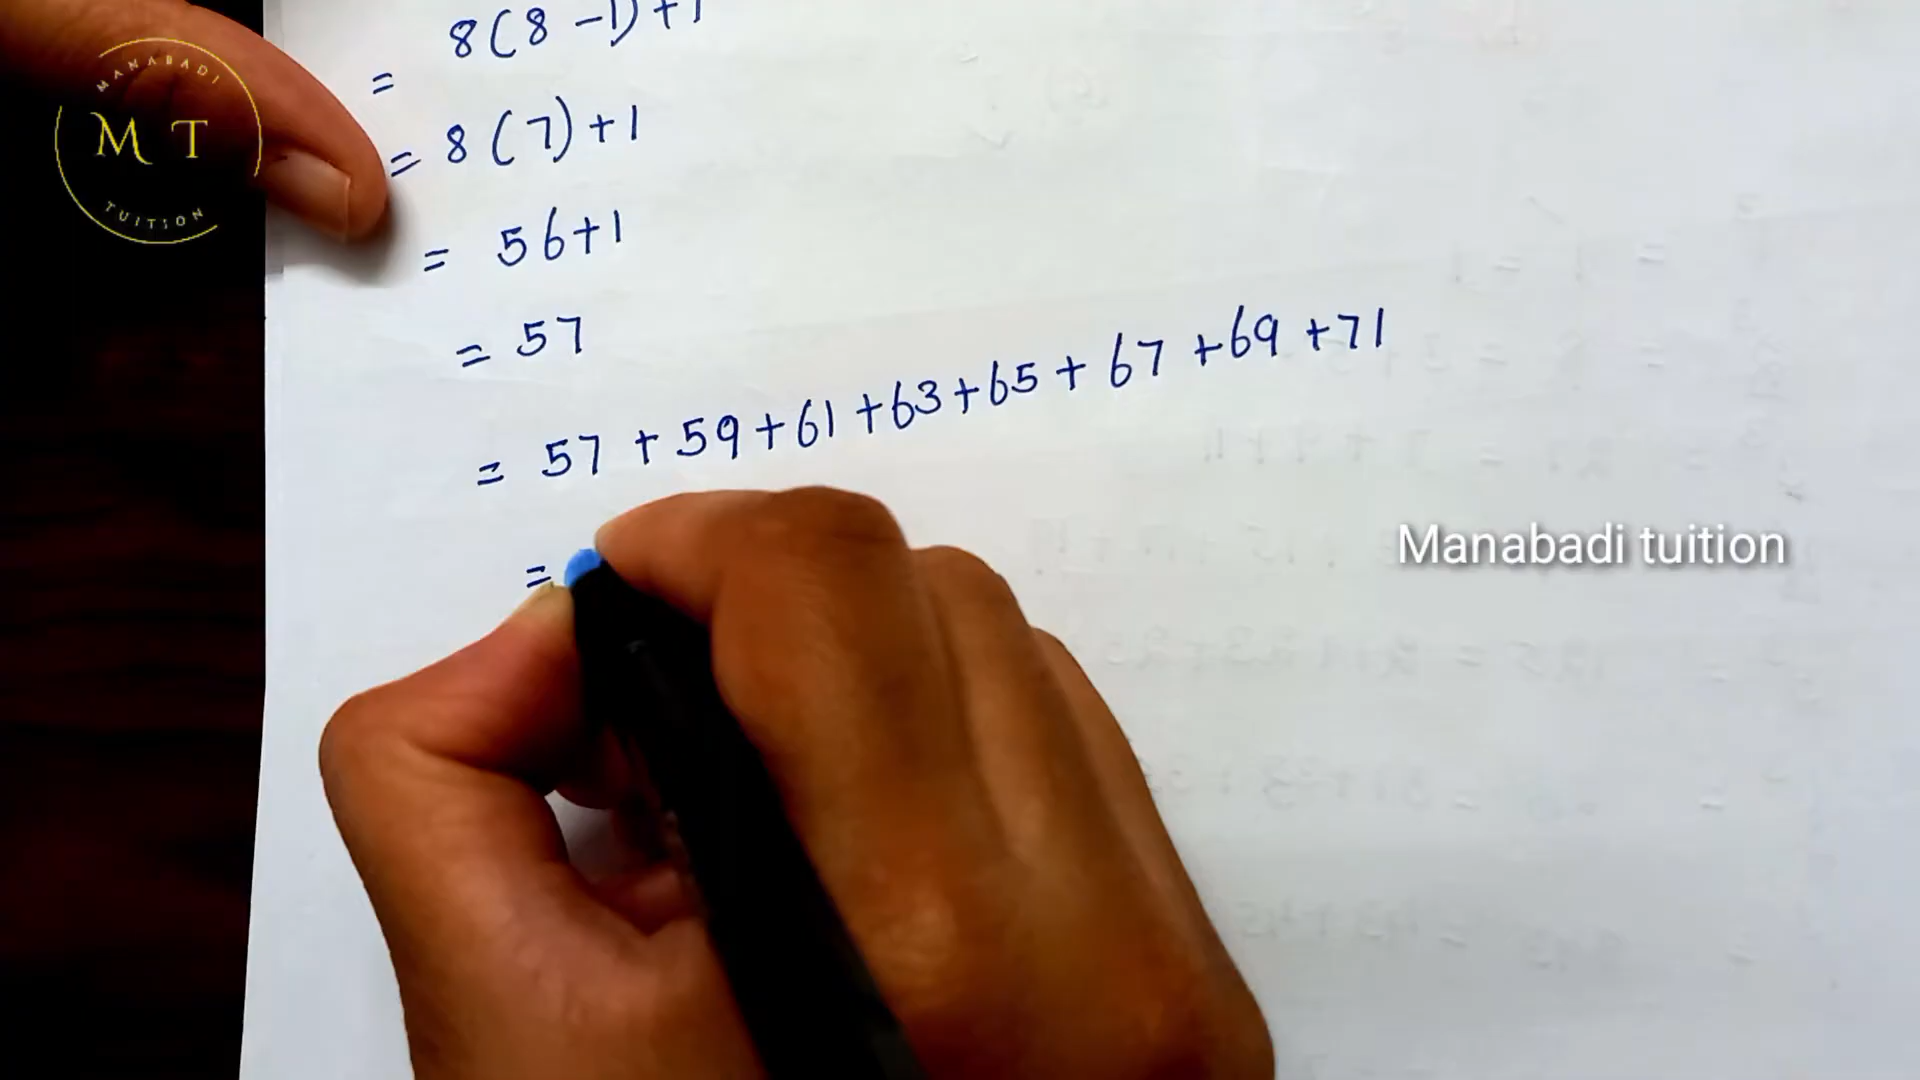 8(8-1)+1
=
MANABADI
M T
TUITION
= 8(7)+1
= 56+1
= 57
= 57 + 59+61+63+65+ 67 +69 +71
=
Manabadi tuition